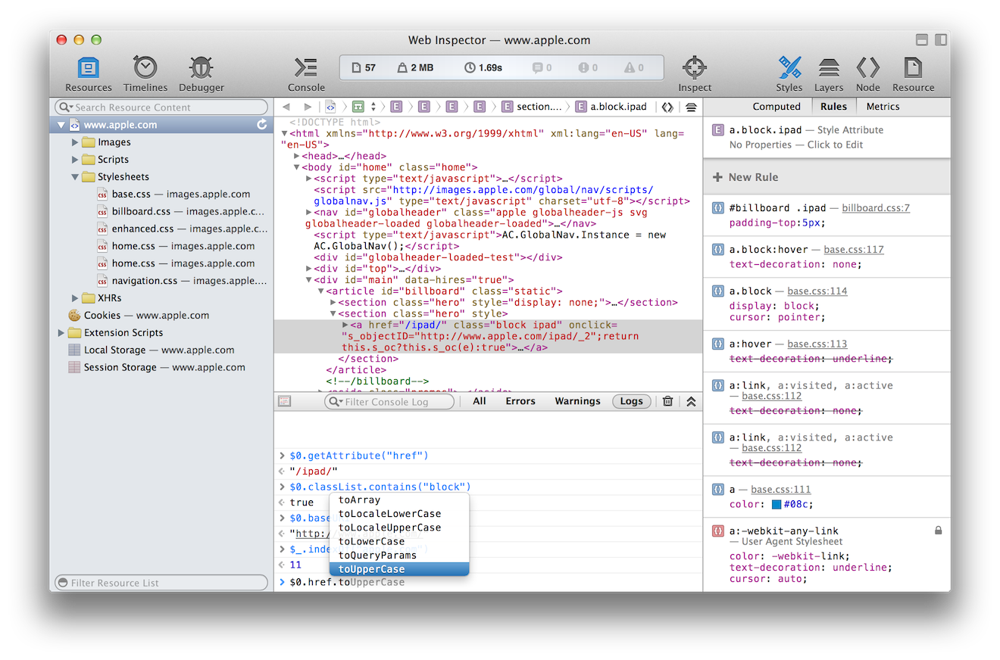 Web Inspector — www.apple.com
Resources Timelines Debugger Console 57 2 MB 1.69s 0 0 0 Inspect Styles Layers Node Resource
Search Resource Content
www.apple.com
Images
Scripts
Stylesheets
base.css — images.apple.com
billboard.css — images.apple.c...
enhanced.css — images.apple.c...
home.css — images.apple.com
home.css — images.apple.com
navigation.css — images.apple....
XHRs
Cookies — www.apple.com
Extension Scripts
Local Storage — www.apple.com
Session Storage — www.apple.com
Filter Resource List
E E E E E section.... E a.block.ipad
<!DOCTYPE html>
<html xmlns="http://www.w3.org/1999/xhtml" xml:lang="en-US" lang=
"en-US">
<head>…</head>
<body id="home" class="home">
<script type="text/javascript">…</script>
<script src="http://images.apple.com/global/nav/scripts/
globalnav.js" type="text/javascript" charset="utf-8"></script>
<nav id="globalheader" class="apple globalheader-js svg
globalheader-loaded globalheader-loaded">…</nav>
<script type="text/javascript">AC.GlobalNav.Instance = new
AC.GlobalNav();</script>
<div id="globalheader-loaded-test"></div>
<div id="top">…</div>
<div id="main" data-hires="true">
<article id="billboard" class="static">
<section class="hero" style="display: none;">…</section>
<section class="hero" style>
<a href="/ipad/" class="block ipad" onclick=
"s_objectID="http://www.apple.com/ipad/_2";return
this.s_oc?this.s_oc(e):true">…</a>
</section>
</article>
<!--/billboard-->
Filter Console Log All Errors Warnings Logs
$0.getAttribute("href")
"/ipad/"
$0.classList.contains("block")
true
$0.base
"http:/
$_.inde
11
$0.href.toUpperCase
toArray
toLocaleLowerCase
toLocaleUpperCase
toLowerCase
toQueryParams
toUpperCase
Computed Rules Metrics
E a.block.ipad — Style Attribute
No Properties — Click to Edit
+ New Rule
{} #billboard .ipad — billboard.css:7
padding-top:5px;
{} a.block:hover — base.css:117
text-decoration: none;
{} a.block — base.css:114
display: block;
cursor: pointer;
{} a:hover — base.css:113
text-decoration: underline;
{} a:link, a:visited, a:active
— base.css:112
text-decoration: none;
{} a:link, a:visited, a:active
— base.css:112
text-decoration: none;
{} a — base.css:111
color: #08c;
{} a:-webkit-any-link
— User Agent Stylesheet
color: -webkit-link;
text-decoration: underline;
cursor: auto;